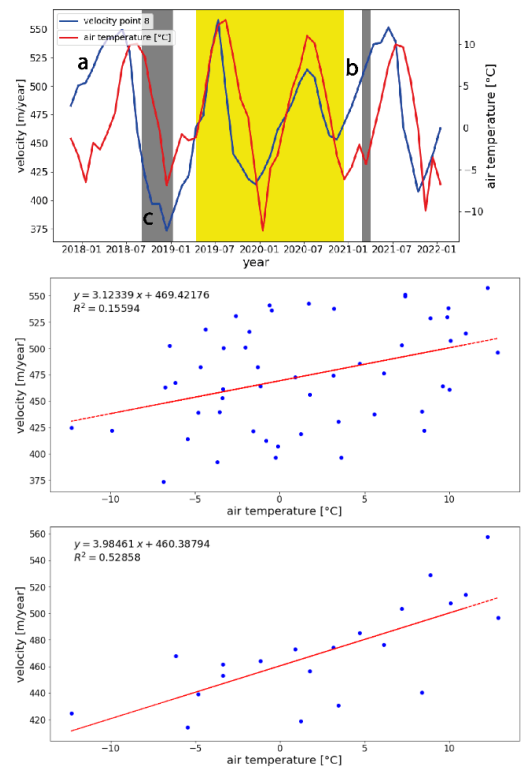 velocity point 8
air temperature [°C]
a
b
c
velocity [m/year]
550
525
500
475
450
425
400
375
air temperature [°C]
10
5
0
−5
−10
2018-01 2018-07 2019-01 2019-07 2020-01 2020-07 2021-01 2021-07 2022-01
year
y = 3.12339 x + 469.42176
R² = 0.15594
velocity [m/year]
550
525
500
475
450
425
400
375
−10 −5 0 5 10
air temperature [°C]
y = 3.98461 x + 460.38794
R² = 0.52858
velocity [m/year]
560
540
520
500
480
460
440
420
−10 −5 0 5 10
air temperature [°C]